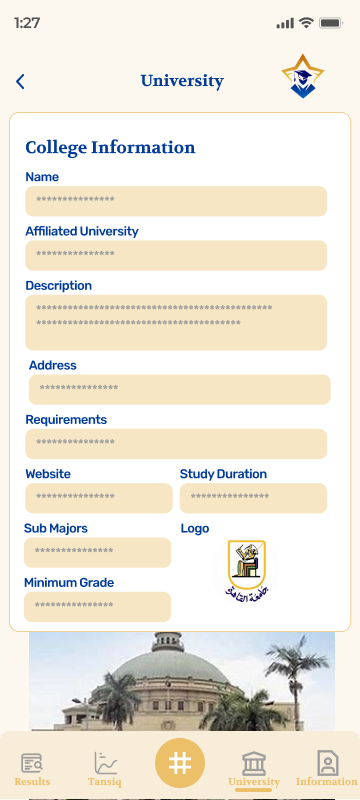 1:27
University
College Information
Name
***************
Affiliated University
***************
Description
*********************************************
***************************************
Address
***************
Requirements
***************
Website Study Duration
*************** ***************
Sub Majors Logo
***************
جامعة القاهرة
Minimum Grade
***************
#
Results Tansiq University Information